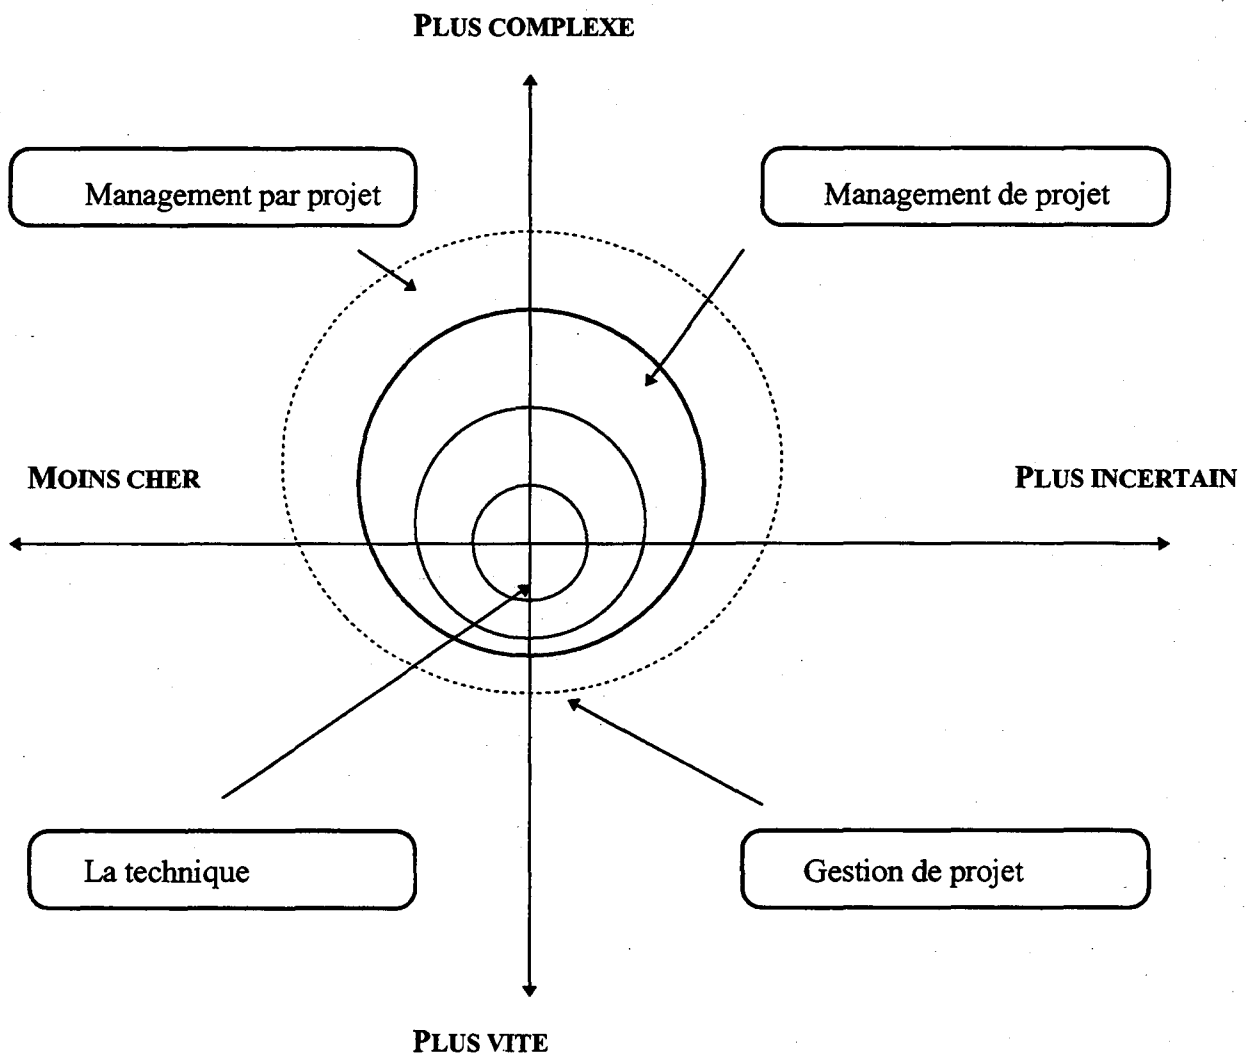 PLUS COMPLEXE
Management par projet
Management de projet
MOINS CHER
PLUS INCERTAIN
La technique
Gestion de projet
PLUS VITE